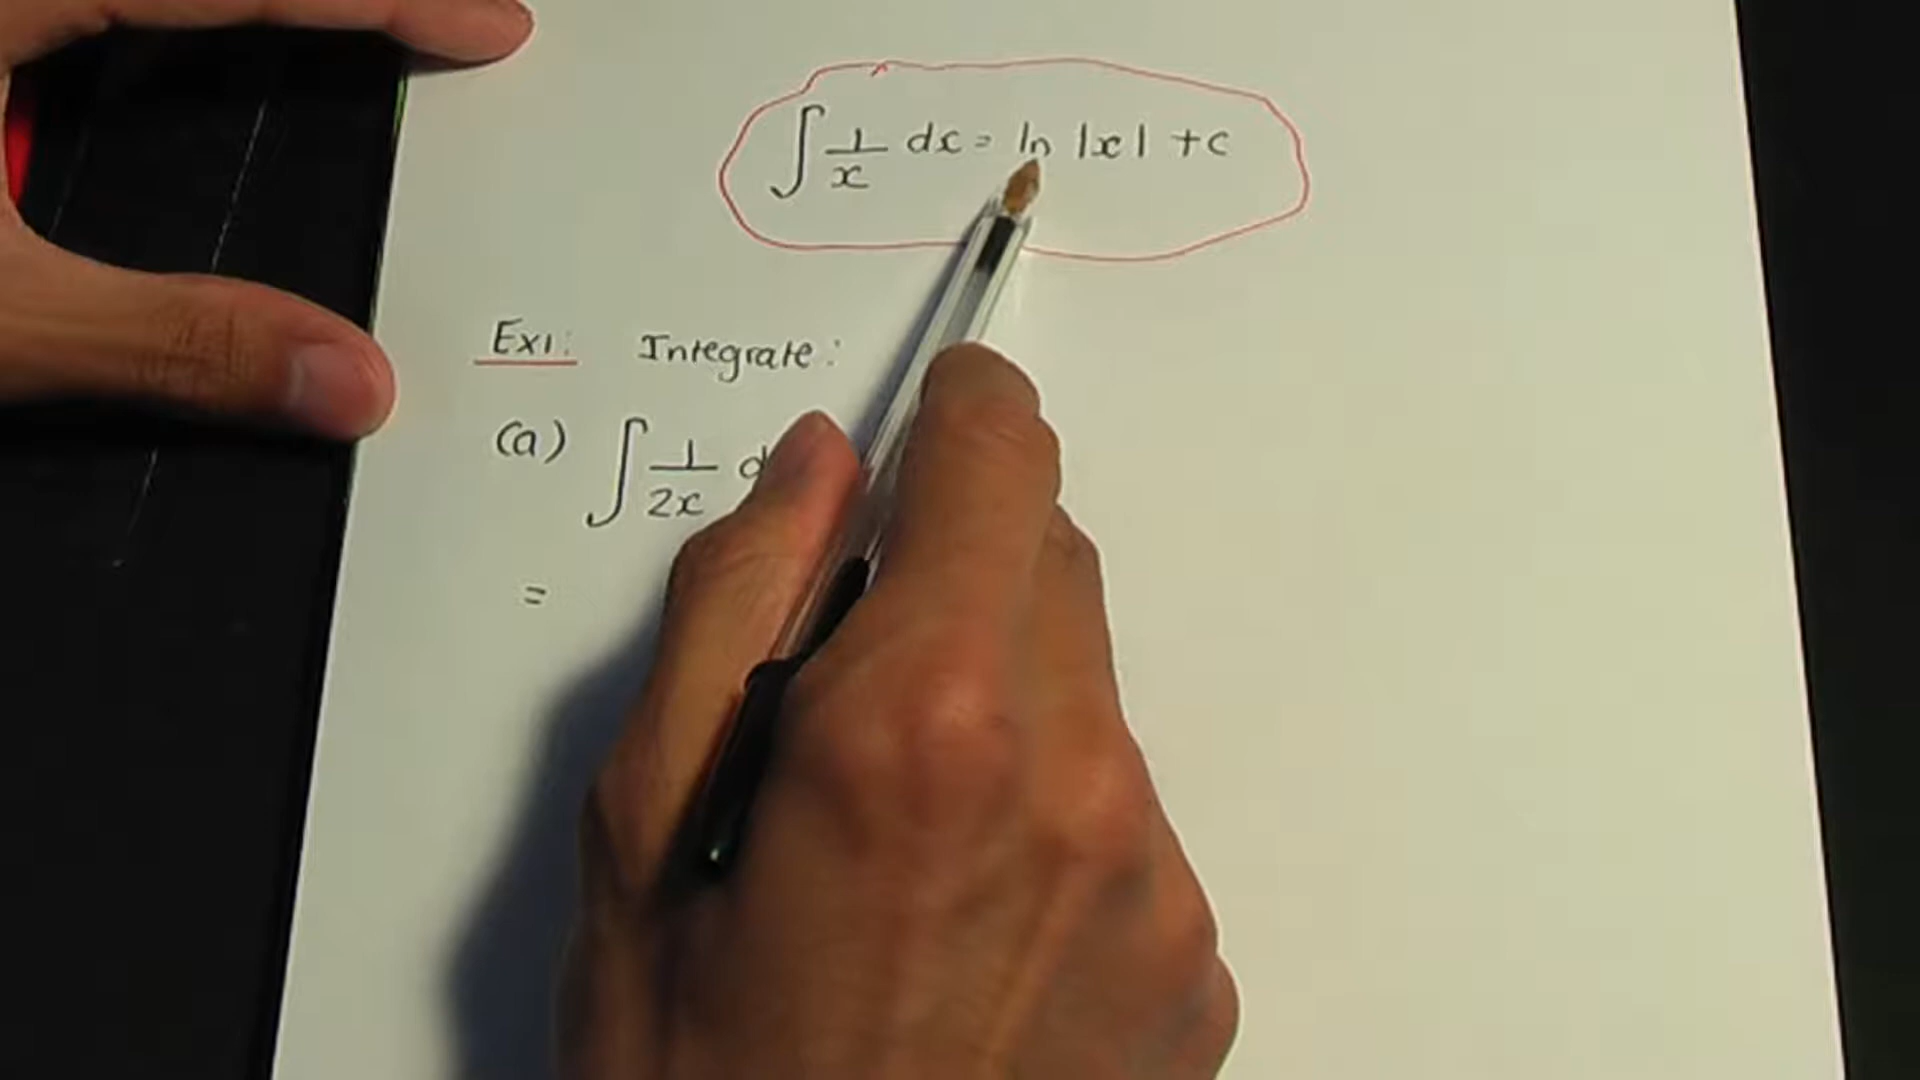 ∫ 1/x dx = ln |x| + c
Ex1: Integrate:
(a) ∫ 1/2x d
=